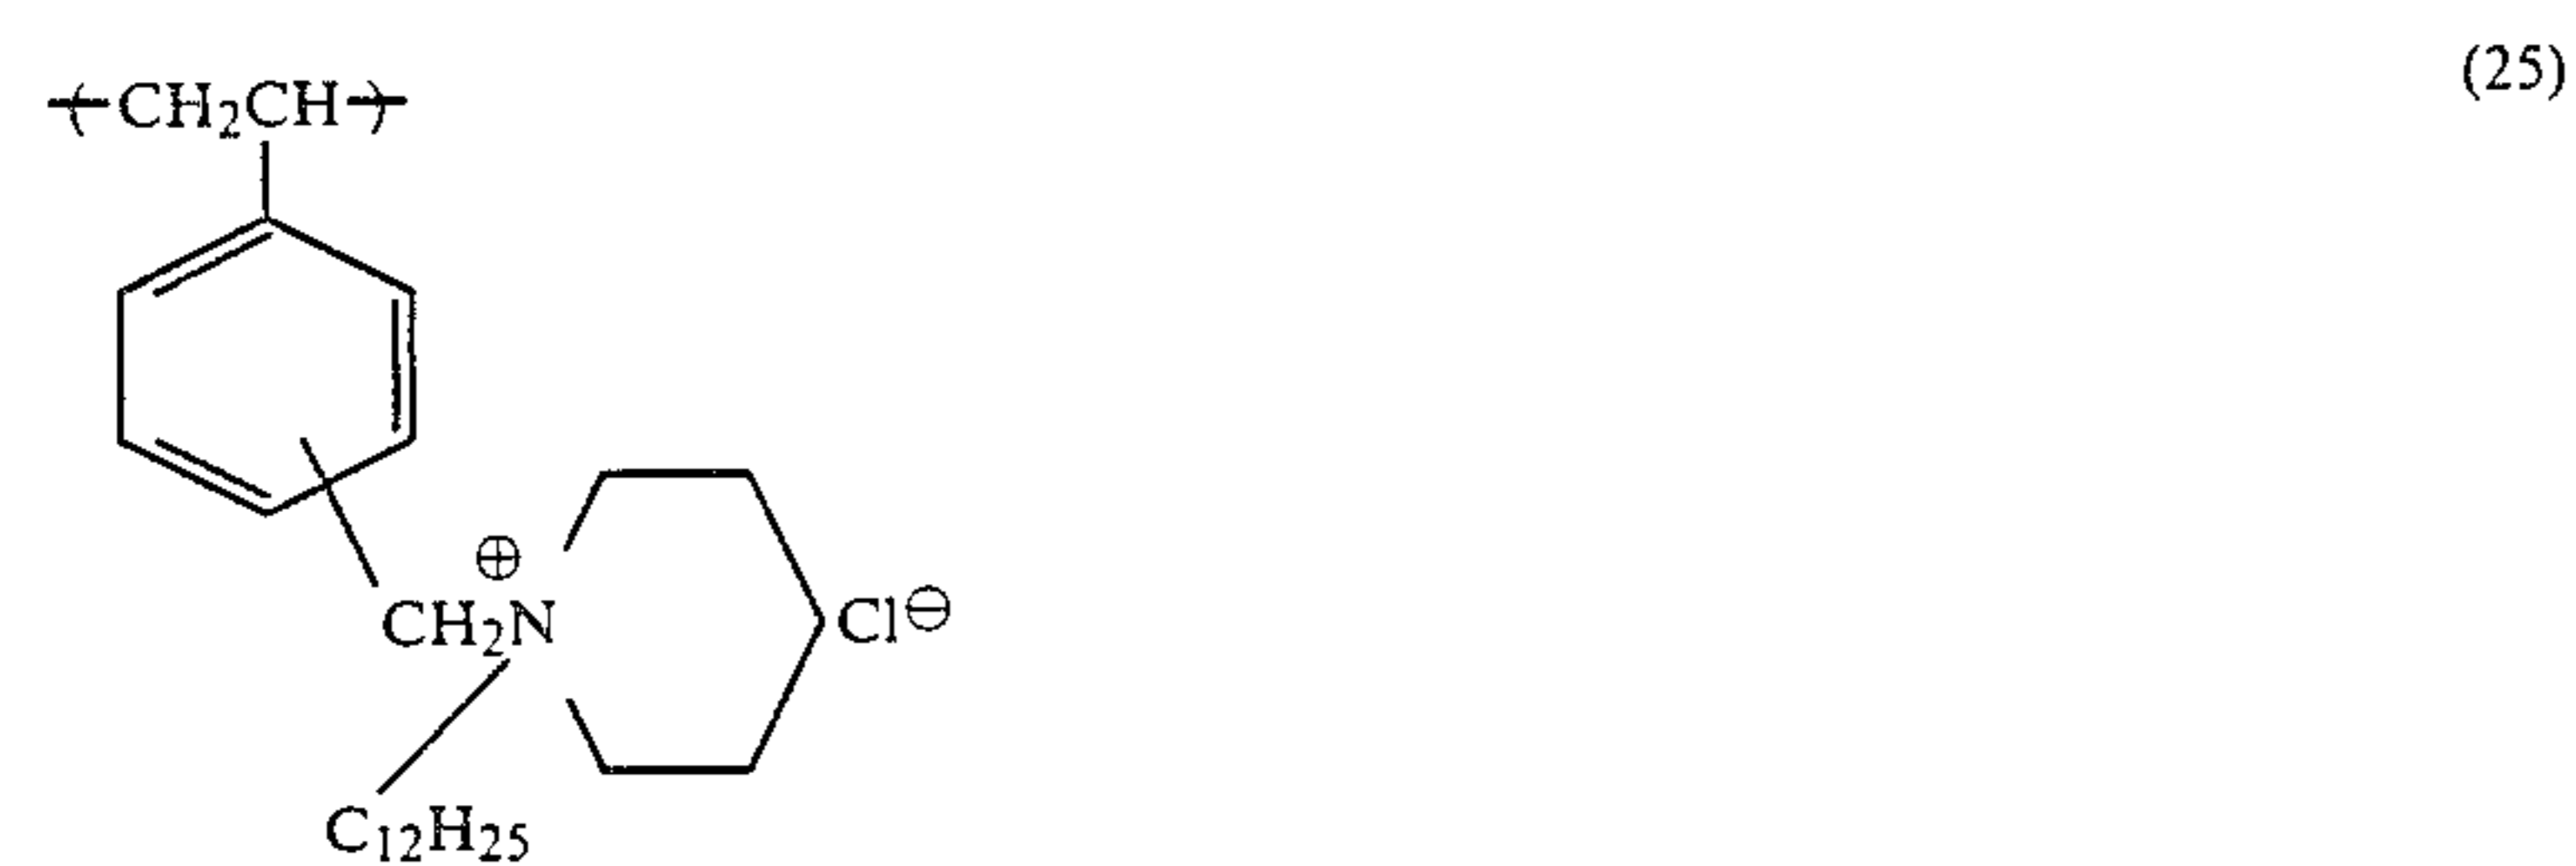 (25)
-(CH₂CH)-
⊕
CH₂N
Cl⊖
C₁₂H₂₅